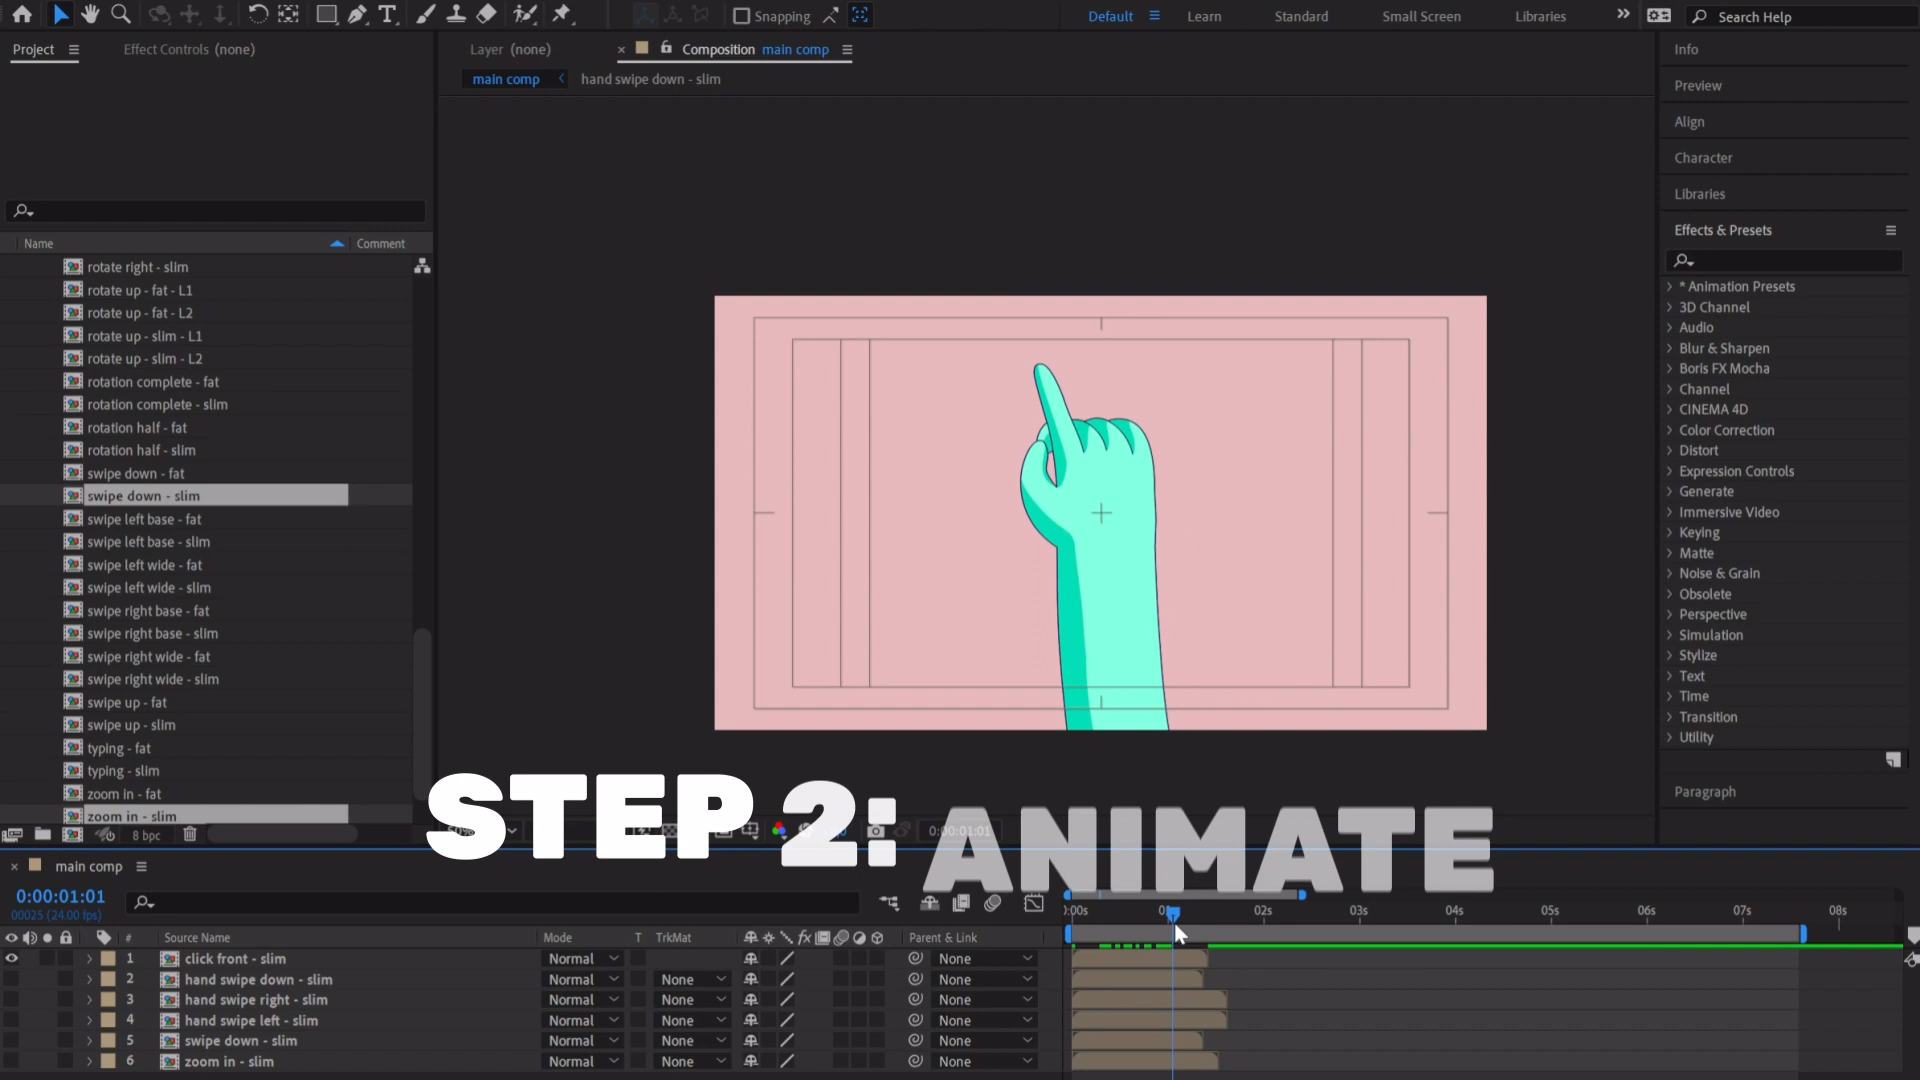 Snapping
Default
Learn
Standard
Small Screen
Libraries
Search Help
Project
Effect Controls (none)
Layer (none)
Composition main comp
main comp
hand swipe down - slim
Name
Comment
rotate right - slim
rotate up - fat - L1
rotate up - fat - L2
rotate up - slim - L1
rotate up - slim - L2
rotation complete - fat
rotation complete - slim
rotation half - fat
rotation half - slim
swipe down - fat
swipe down - slim
swipe left base - fat
swipe left base - slim
swipe left wide - fat
swipe left wide - slim
swipe right base - fat
swipe right base - slim
swipe right wide - fat
swipe right wide - slim
swipe up - fat
swipe up - slim
typing - fat
typing - slim
zoom in - fat
zoom in - slim
8 bpc
Info
Preview
Align
Character
Libraries
Effects & Presets
* Animation Presets
3D Channel
Audio
Blur & Sharpen
Boris FX Mocha
Channel
CINEMA 4D
Color Correction
Distort
Expression Controls
Generate
Immersive Video
Keying
Matte
Noise & Grain
Obsolete
Perspective
Simulation
Stylize
Text
Time
Transition
Utility
Paragraph
STEP 2: ANIMATE
0:00:01:01
main comp
0:00:01:01
00025 (24.00 fps)
:00s
02s
03s
04s
05s
06s
07s
08s
# Source Name
Mode
T TrkMat
fx
Parent & Link
1 click front - slim Normal None
2 hand swipe down - slim Normal None None
3 hand swipe right - slim Normal None None
4 hand swipe left - slim Normal None None
5 swipe down - slim Normal None None
6 zoom in - slim Normal None None